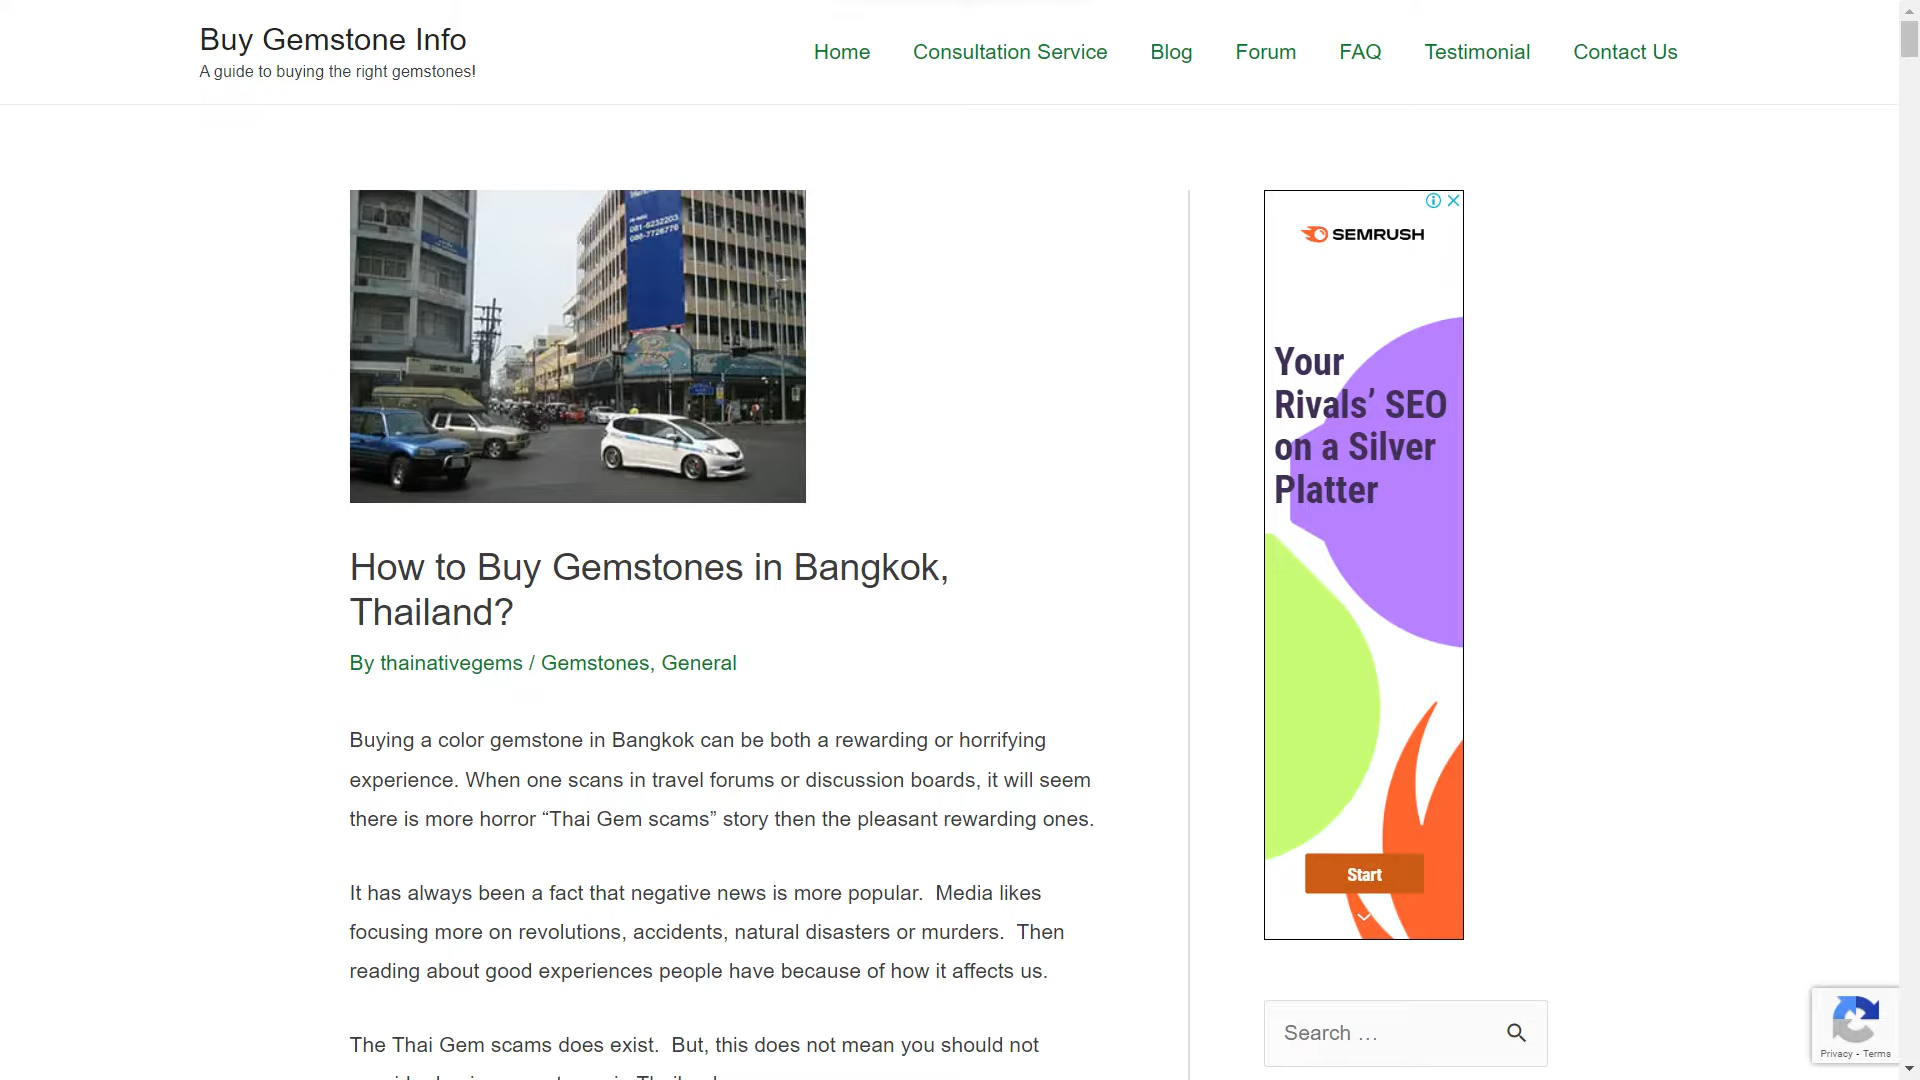 Buy Gemstone Info
A guide to buying the right gemstones!
Home Consultation Service Blog Forum FAQ Testimonial Contact Us
081-6232203
086-7726776
How to Buy Gemstones in Bangkok,
Thailand?
By thainativegems / Gemstones, General
Buying a color gemstone in Bangkok can be both a rewarding or horrifying
experience. When one scans in travel forums or discussion boards, it will seem
there is more horror “Thai Gem scams” story then the pleasant rewarding ones.
It has always been a fact that negative news is more popular. Media likes
focusing more on revolutions, accidents, natural disasters or murders. Then
reading about good experiences people have because of how it affects us.
The Thai Gem scams does exist. But, this does not mean you should not
SEMRUSH
Your
Rivals’ SEO
on a Silver
Platter
Start
Search …
Privacy - Terms